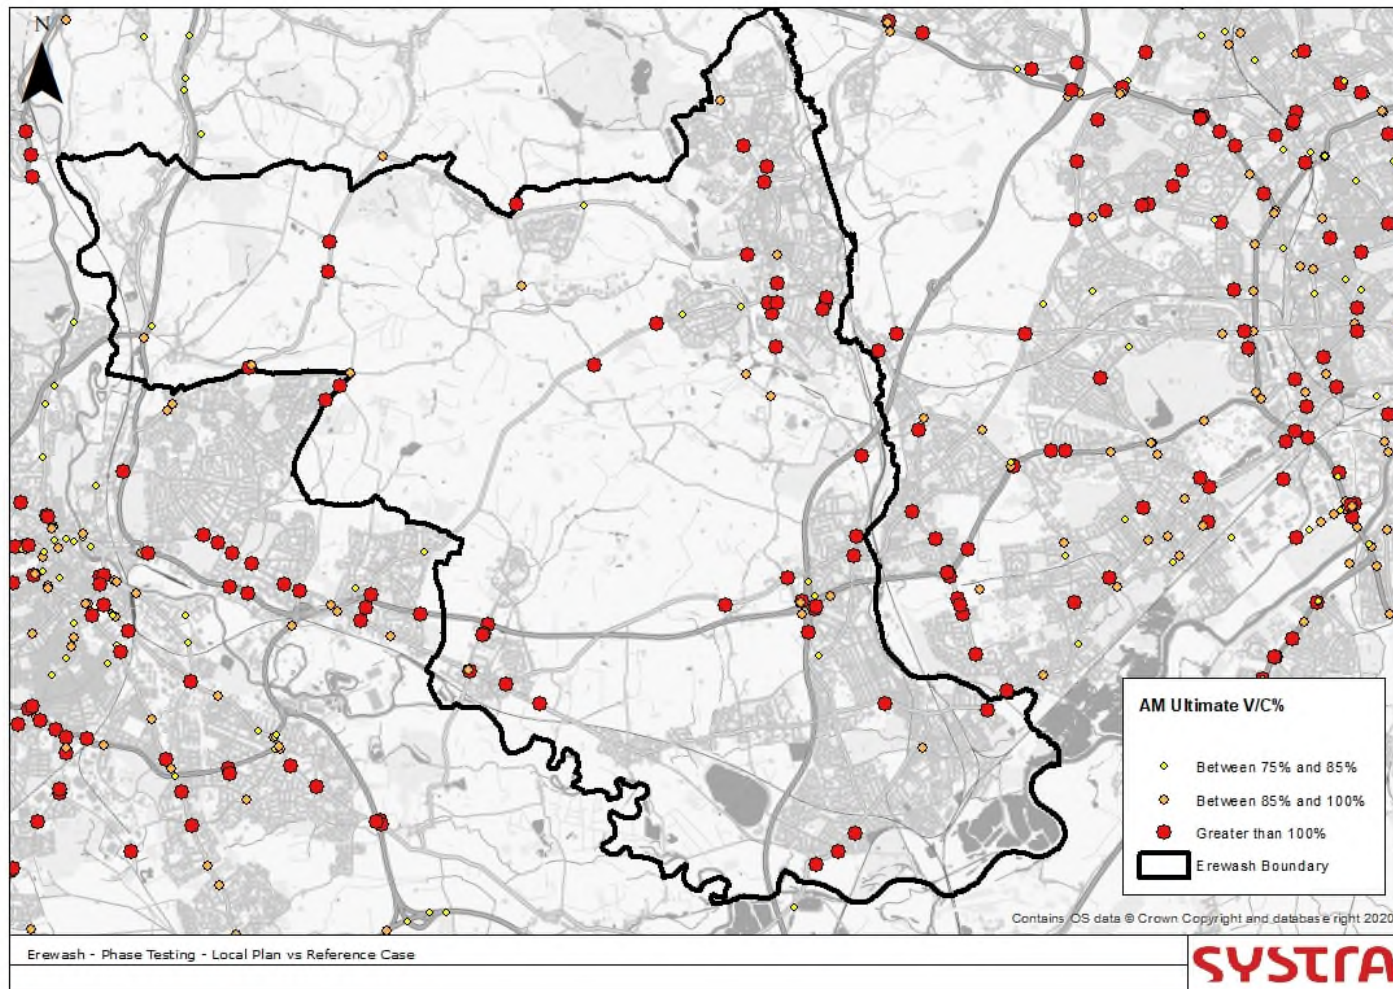 N
AM Ultimate V/C%
Between 75% and 85%
Between 85% and 100%
Greater than 100%
Erewash Boundary
Contains OS data © Crown Copyright and database right 2020
Erewash - Phase Testing - Local Plan vs Reference Case
SYSTRA